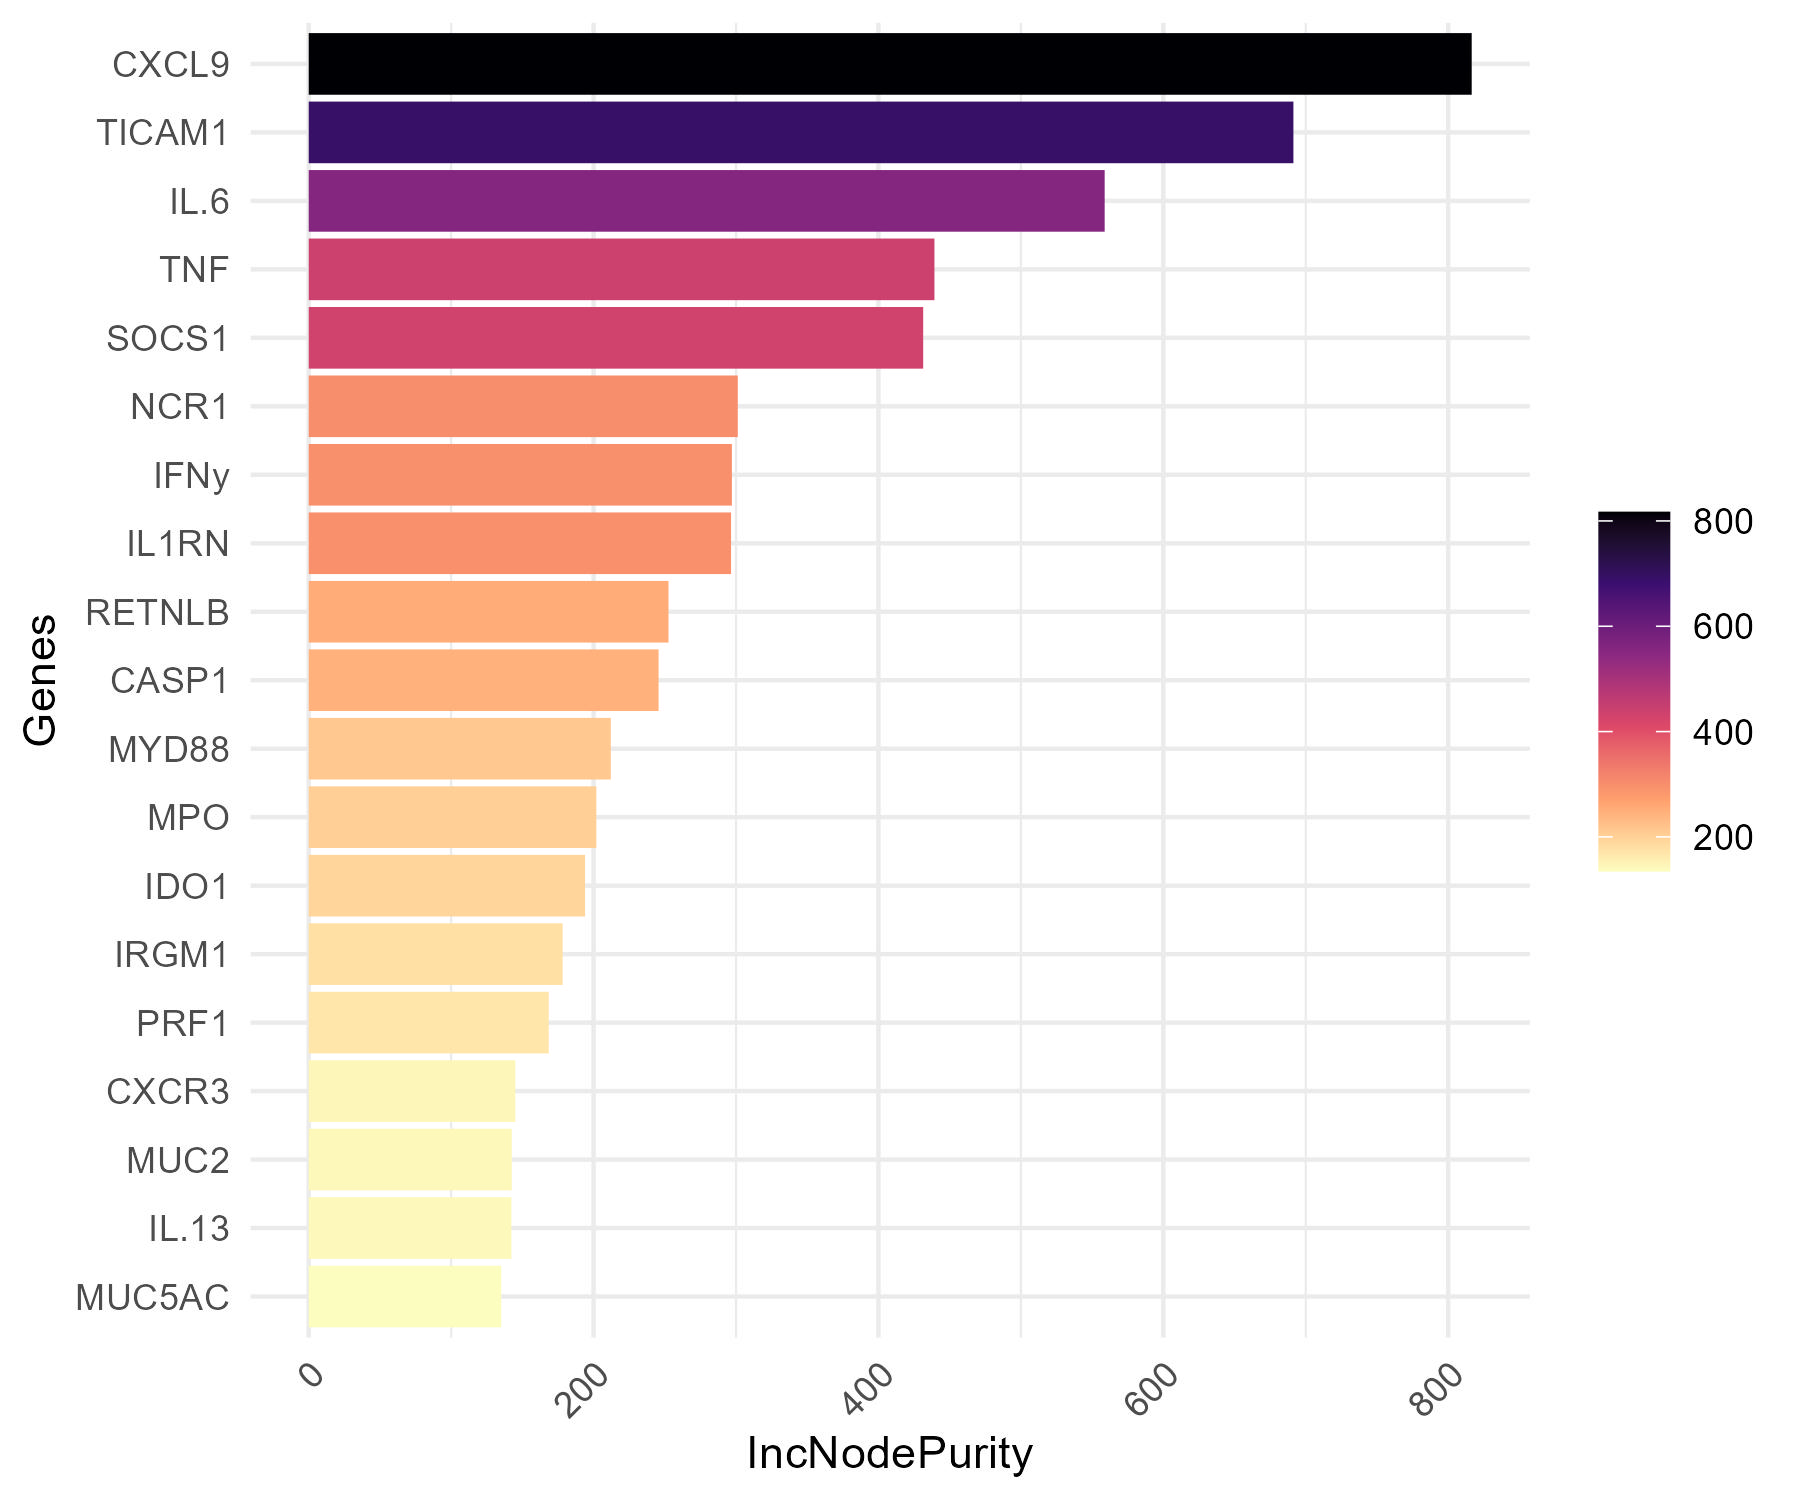 CXCL9
TICAM1
IL.6
TNF
SOCS1
NCR1
IFNy
IL1RN
RETNLB
CASP1
MYD88
MPO
IDO1
IRGM1
PRF1
CXCR3
MUC2
IL.13
MUC5AC
Genes
0 200 400 600 800
IncNodePurity
800
600
400
200